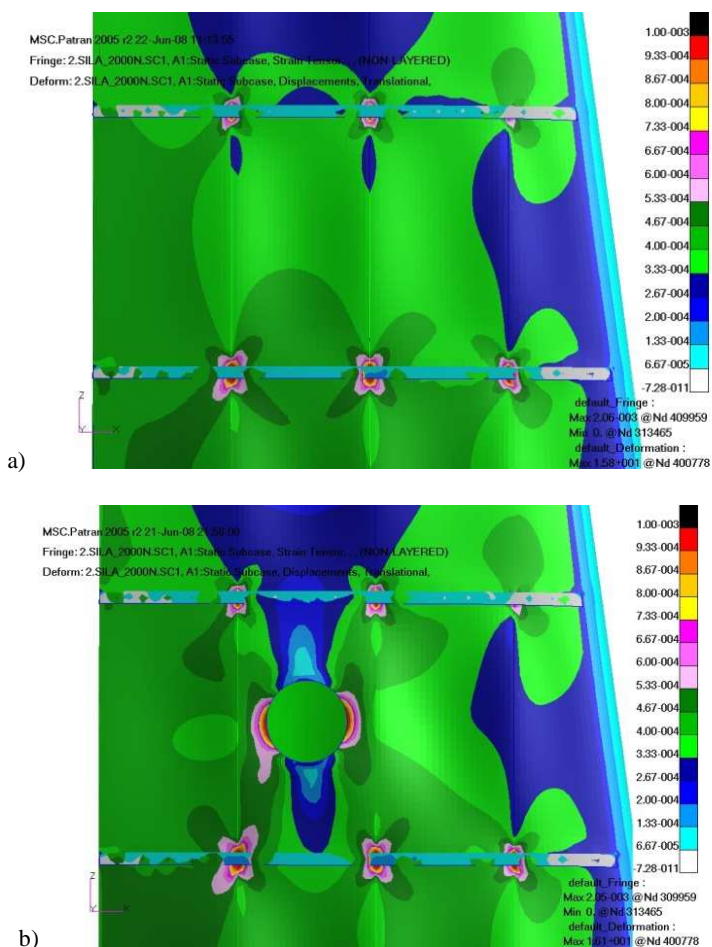 MSC.Patran 2005 r2 22-Jun-08 11:13:55
Fringe: 2.SILA_2000N.SC1, A1:Static Subcase, Strain Tensor, , , (NON-LAYERED)
Deform: 2.SILA_2000N.SC1, A1:Static Subcase, Displacements, Translational,
1.00-003
9.33-004
8.67-004
8.00-004
7.33-004
6.67-004
6.00-004
5.33-004
4.67-004
4.00-004
3.33-004
2.67-004
2.00-004
1.33-004
6.67-005
-7.28-011
default_Fringe :
Max 2.06-003 @Nd 409959
Min 0. @Nd 313465
default_Deformation :
Max 1.58+001 @Nd 400778
Z
Y X
a)
MSC.Patran 2005 r2 21-Jun-08 21:56:00
Fringe: 2.SILA_2000N.SC1, A1:Static Subcase, Strain Tensor, , , (NON-LAYERED)
Deform: 2.SILA_2000N.SC1, A1:Static Subcase, Displacements, Translational,
1.00-003
9.33-004
8.67-004
8.00-004
7.33-004
6.67-004
6.00-004
5.33-004
4.67-004
4.00-004
3.33-004
2.67-004
2.00-004
1.33-004
6.67-005
-7.28-011
default_Fringe :
Max 2.05-003 @Nd 309959
Min 0. @Nd 313465
default_Deformation :
Max 1.61+001 @Nd 400778
Z
Y X
b)